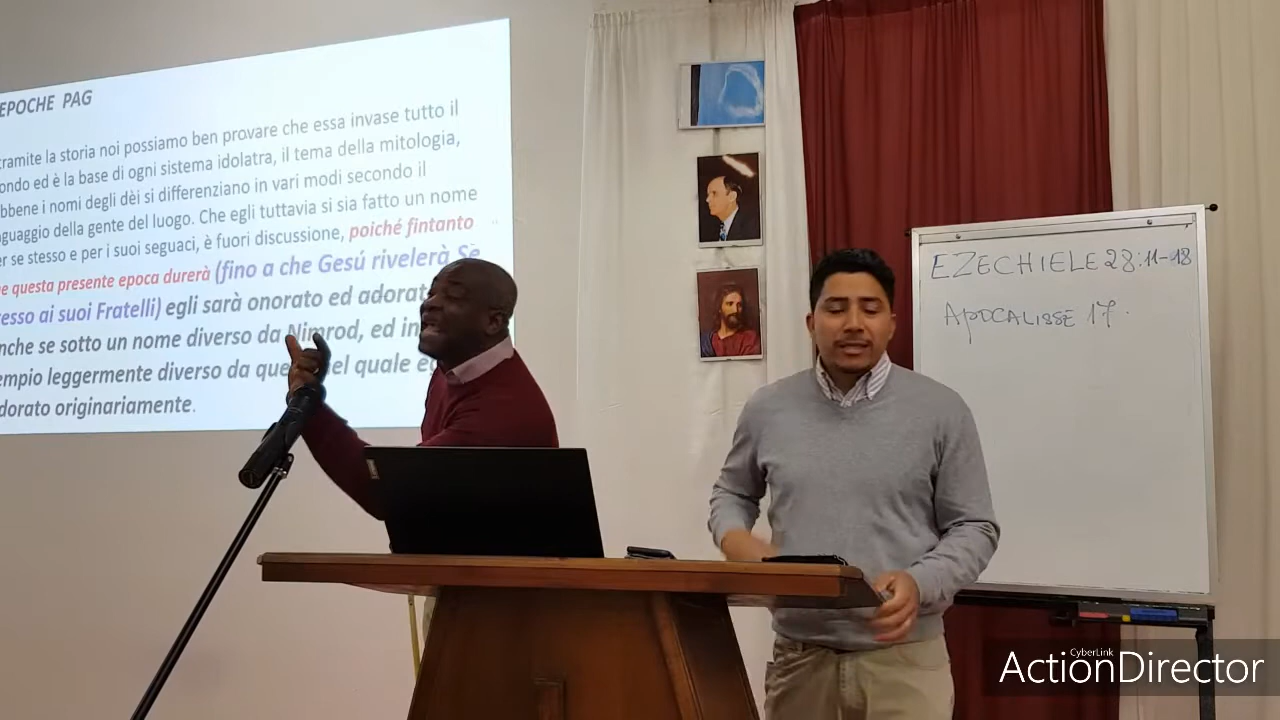 EPOCHE PAG
tramite la storia noi possiamo ben provare che essa invase tutto il
ondo ed è la base di ogni sistema idolatra, il tema della mitologia,
bbene i nomi degli dèi si differenziano in vari modi secondo il
nguaggio della gente del luogo. Che egli tuttavia si sia fatto un nome
er se stesso e per i suoi seguaci, è fuori discussione, poiché fintanto
e questa presente epoca durerà (fino a che Gesú rivelerà Se
esso ai suoi Fratelli) egli sarà onorato ed adorat
nche se sotto un nome diverso da Nimrod, ed in
empio leggermente diverso da que el quale eg
dorato originariamente.
EZECHIELE 28:11-18
APOCALISSE 17.
CyberLink
ActionDirector